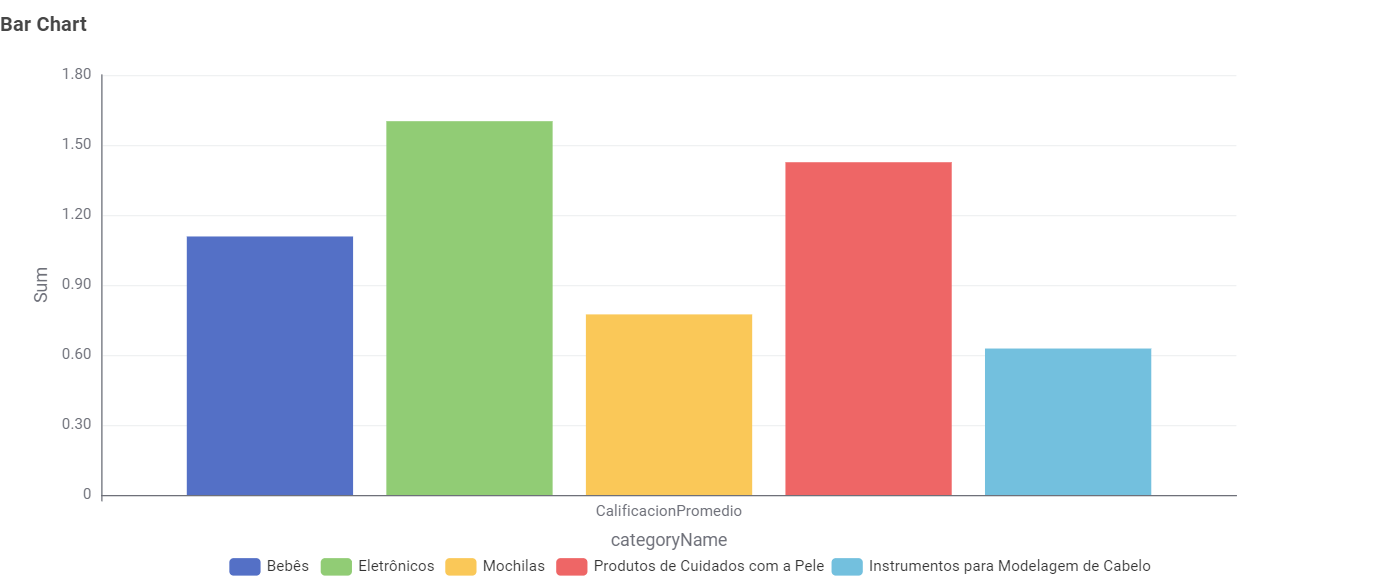 Bar Chart
1.80
1.50
1.20
0.90
0.60
0.30
0
Sum
CalificacionPromedio
categoryName
Bebês Eletrônicos Mochilas Produtos de Cuidados com a Pele Instrumentos para Modelagem de Cabelo